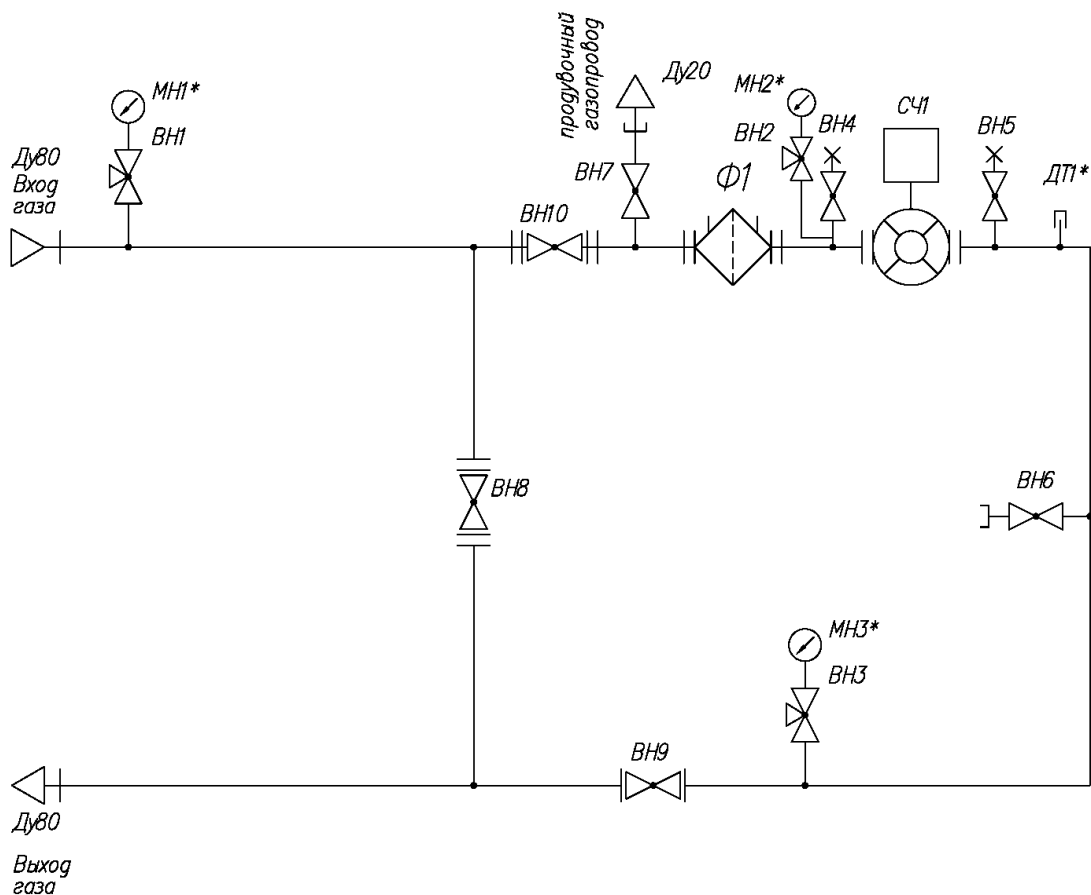 МН1*
ВН1
Ду80
Вход
газа
продувочный
газопровод
Ду20
ВН7
ВН10
Ф1
МН2*
ВН2
ВН4
СЧ1
ВН5
ДТ1*
ВН8
ВН6
МН3*
ВН3
ВН9
Ду80
Выход
газа